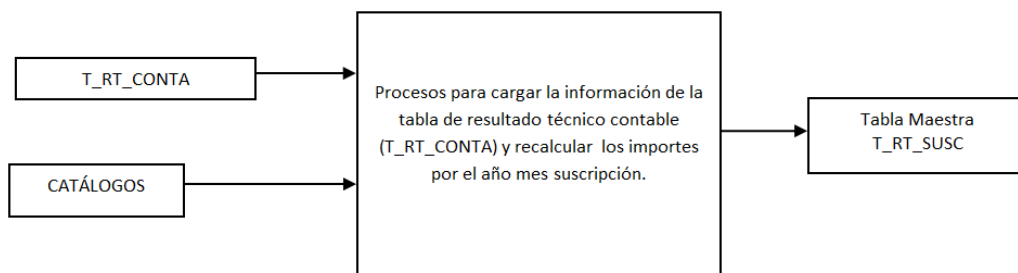 T_RT_CONTA
CATÁLOGOS
Procesos para cargar la información de la
tabla de resultado técnico contable
(T_RT_CONTA) y recalcular los importes
por el año mes suscripción.
Tabla Maestra
T_RT_SUSC